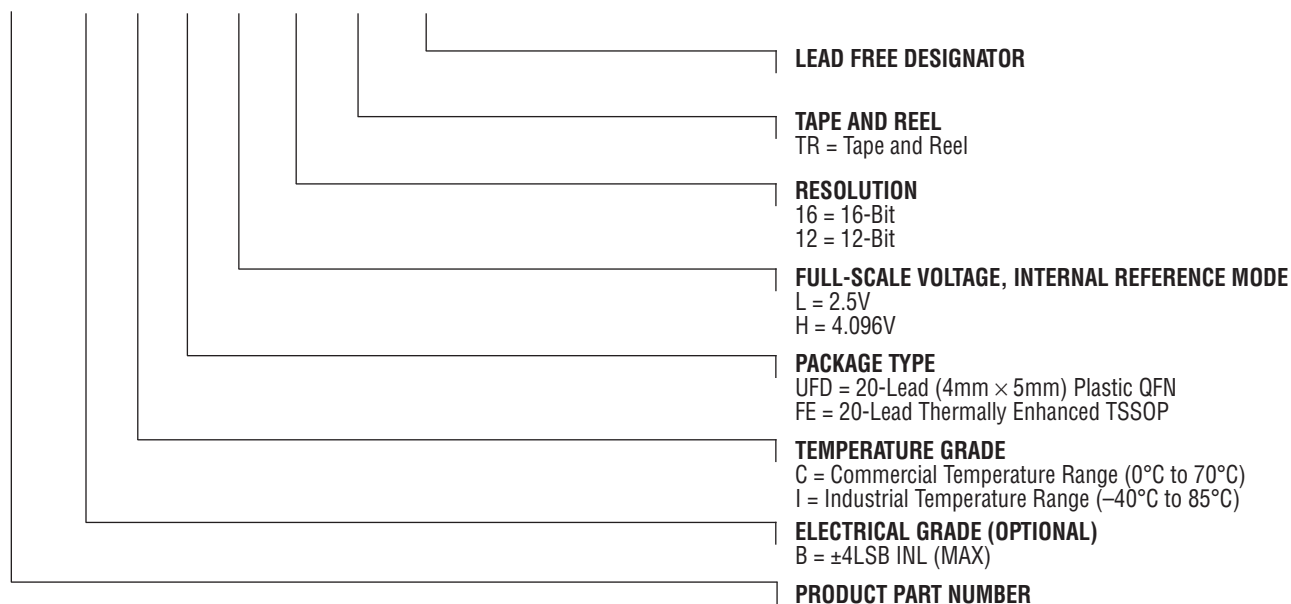 LEAD FREE DESIGNATOR
TAPE AND REEL
TR = Tape and Reel
RESOLUTION
16 = 16-Bit
12 = 12-Bit
FULL-SCALE VOLTAGE, INTERNAL REFERENCE MODE
L = 2.5V
H = 4.096V
PACKAGE TYPE
UFD = 20-Lead (4mm × 5mm) Plastic QFN
FE = 20-Lead Thermally Enhanced TSSOP
TEMPERATURE GRADE
C = Commercial Temperature Range (0°C to 70°C)
I = Industrial Temperature Range (–40°C to 85°C)
ELECTRICAL GRADE (OPTIONAL)
B = ±4LSB INL (MAX)
PRODUCT PART NUMBER